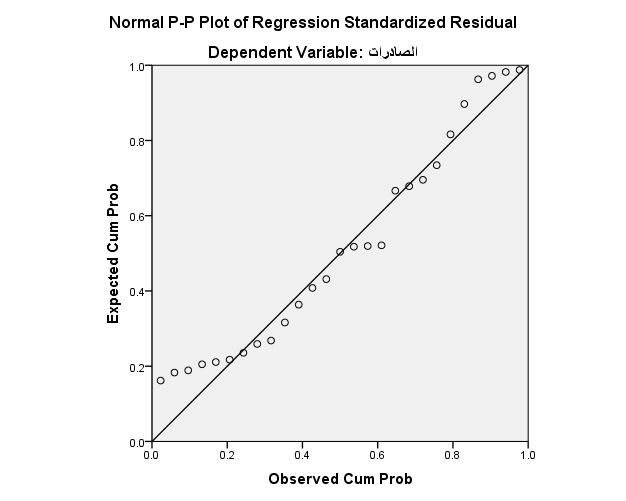 Normal P-P Plot of Regression Standardized Residual
Dependent Variable: الصادرات
1.0
0.8
0.6
0.4
0.2
0.0
Expected Cum Prob
0.0 0.2 0.4 0.6 0.8 1.0
Observed Cum Prob